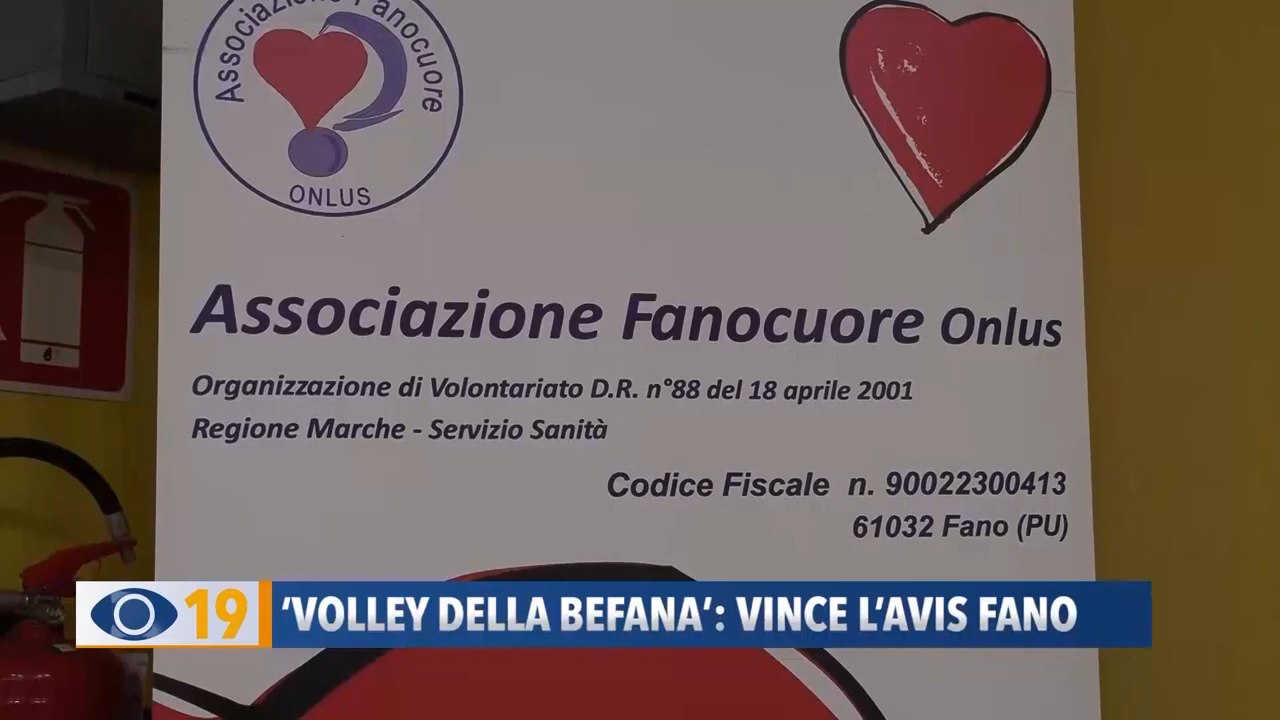 Associazione Fanocuore
ONLUS
Associazione Fanocuore Onlus
Organizzazione di Volontariato D.R. n°88 del 18 aprile 2001
Regione Marche - Servizio Sanità
Codice Fiscale n. 90022300413
61032 Fano (PU)
19 'VOLLEY DELLA BEFANA': VINCE L'AVIS FANO